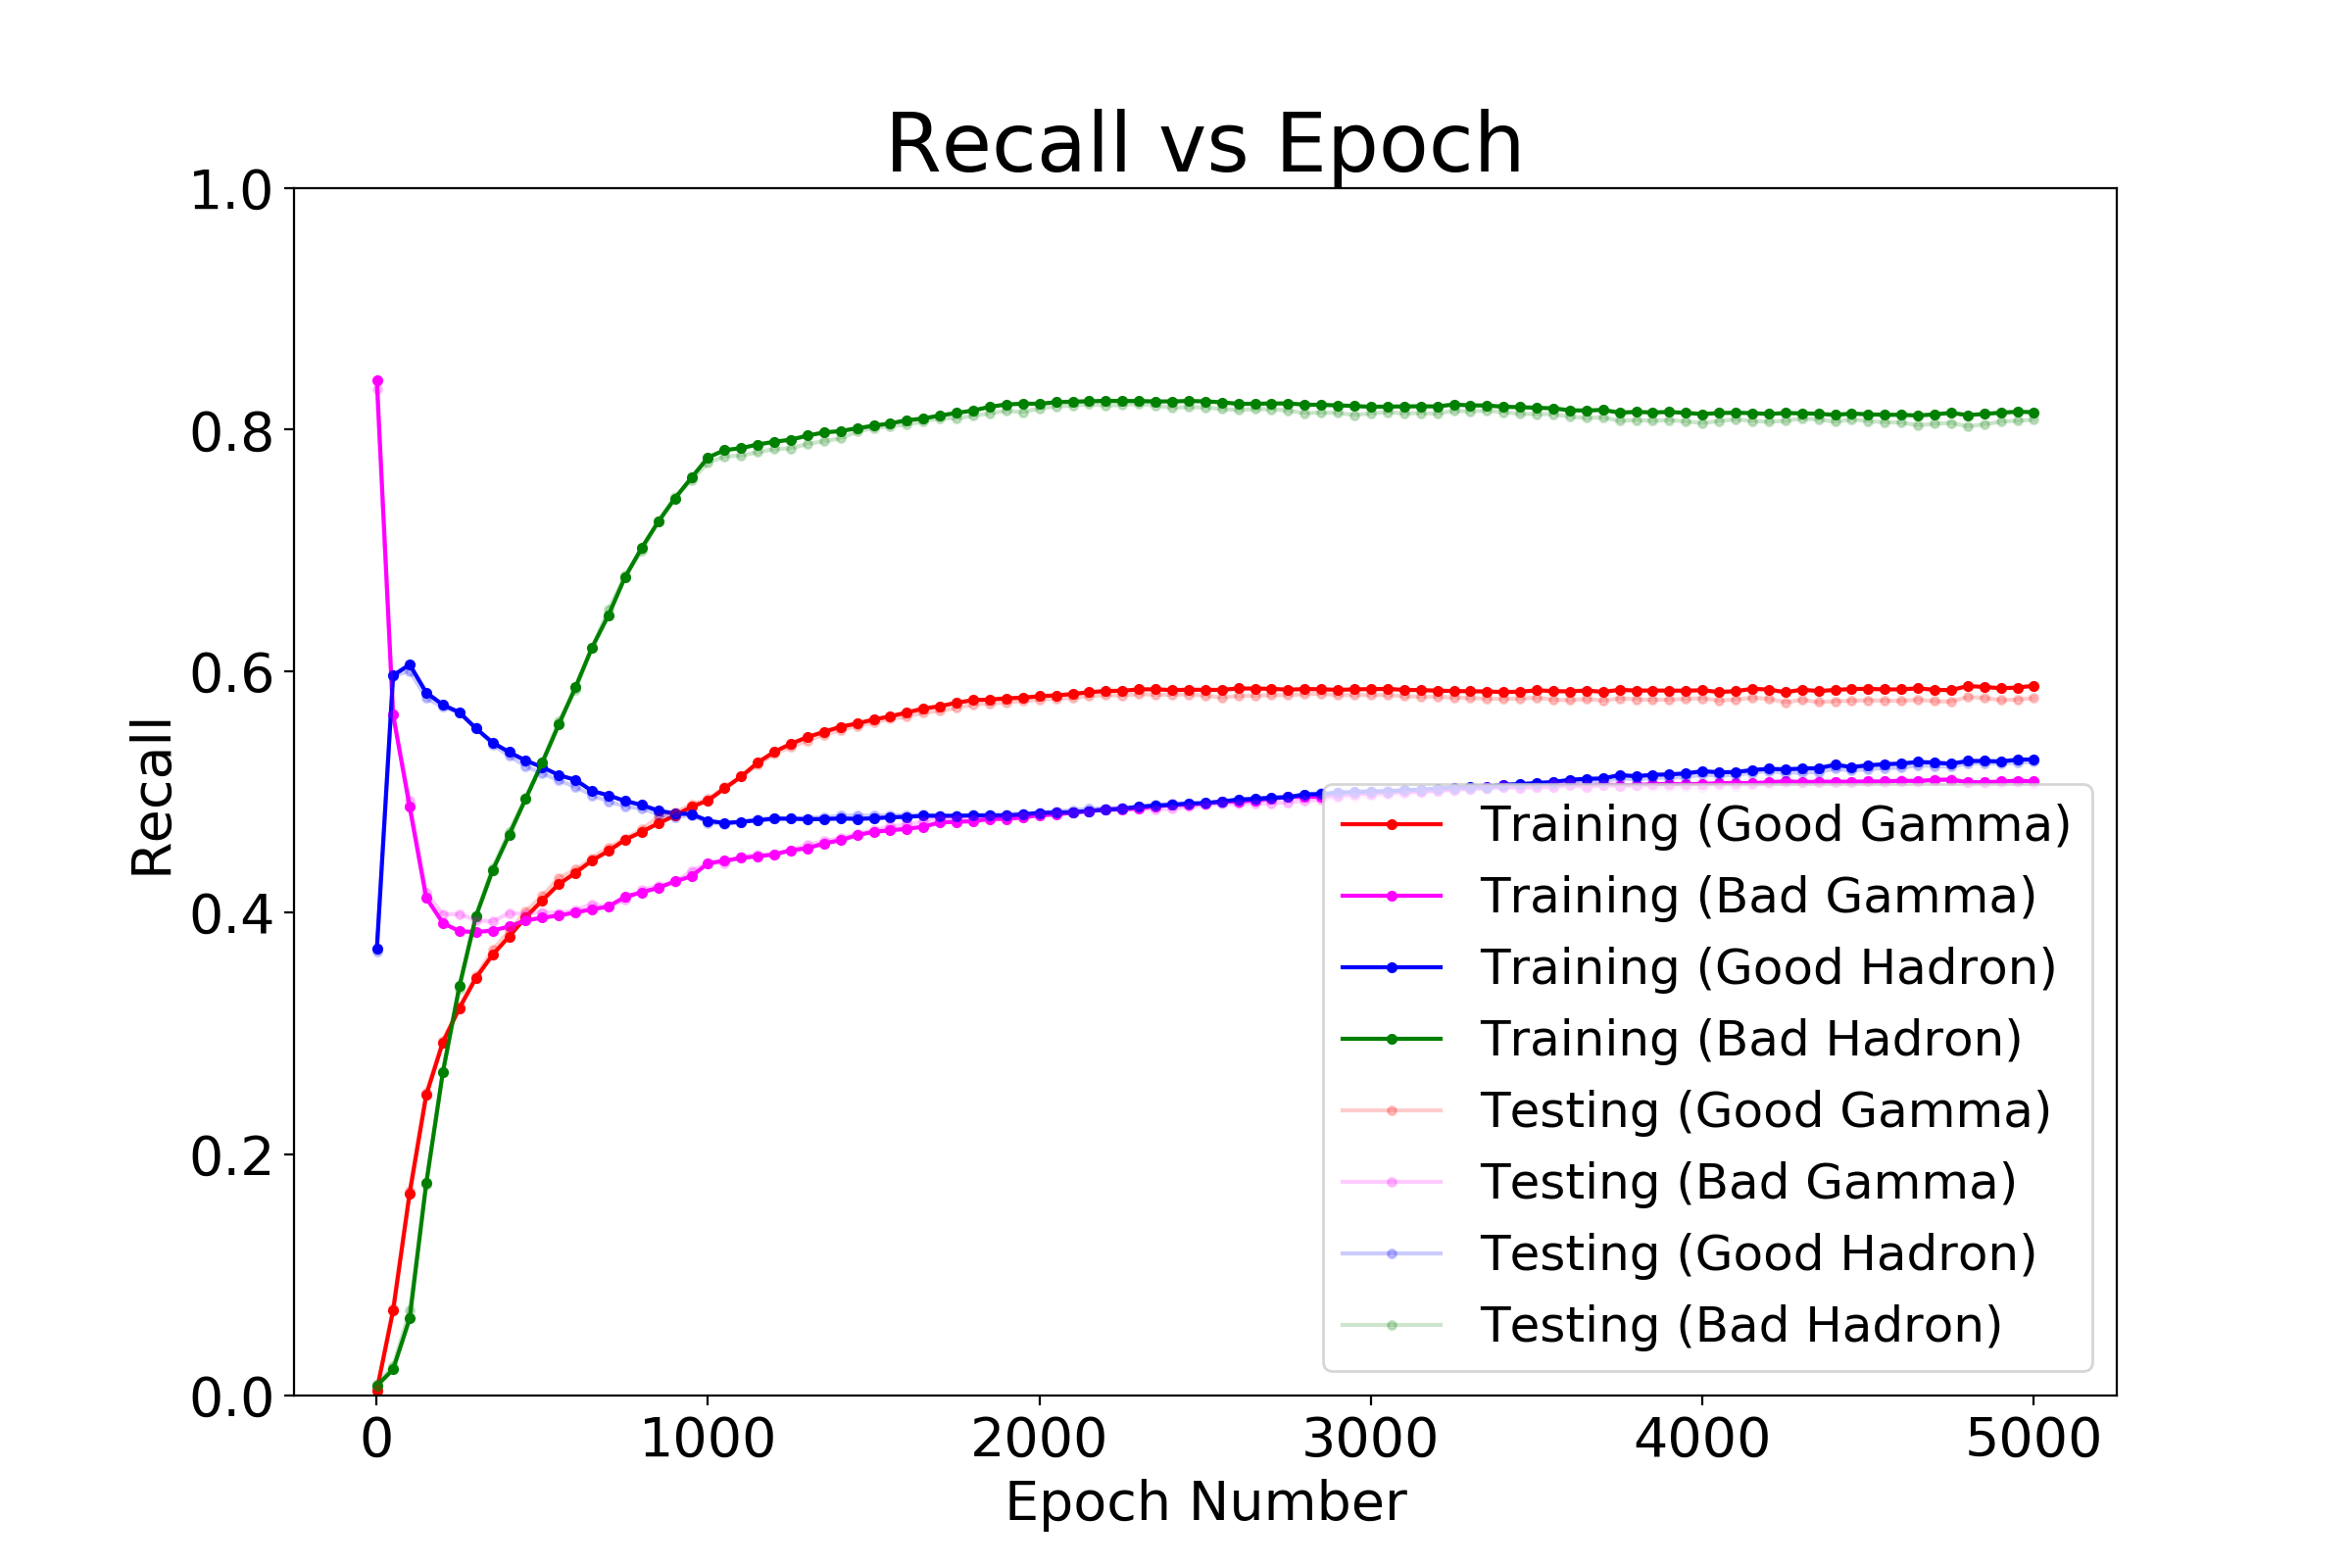 Recall vs Epoch
1.0
0.8
0.6
0.4
0.2
0.0
Recall
0 1000 2000 3000 4000 5000
Epoch Number
Training (Good Gamma)
Training (Bad Gamma)
Training (Good Hadron)
Training (Bad Hadron)
Testing (Good Gamma)
Testing (Bad Gamma)
Testing (Good Hadron)
Testing (Bad Hadron)